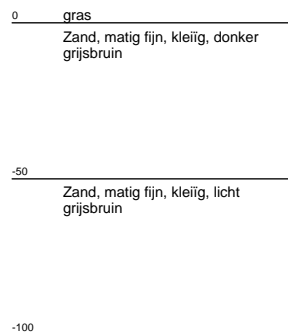 0 gras
Zand, matig fijn, kleiïg, donker
grijsbruin
-50
Zand, matig fijn, kleiïg, licht
grijsbruin
-100